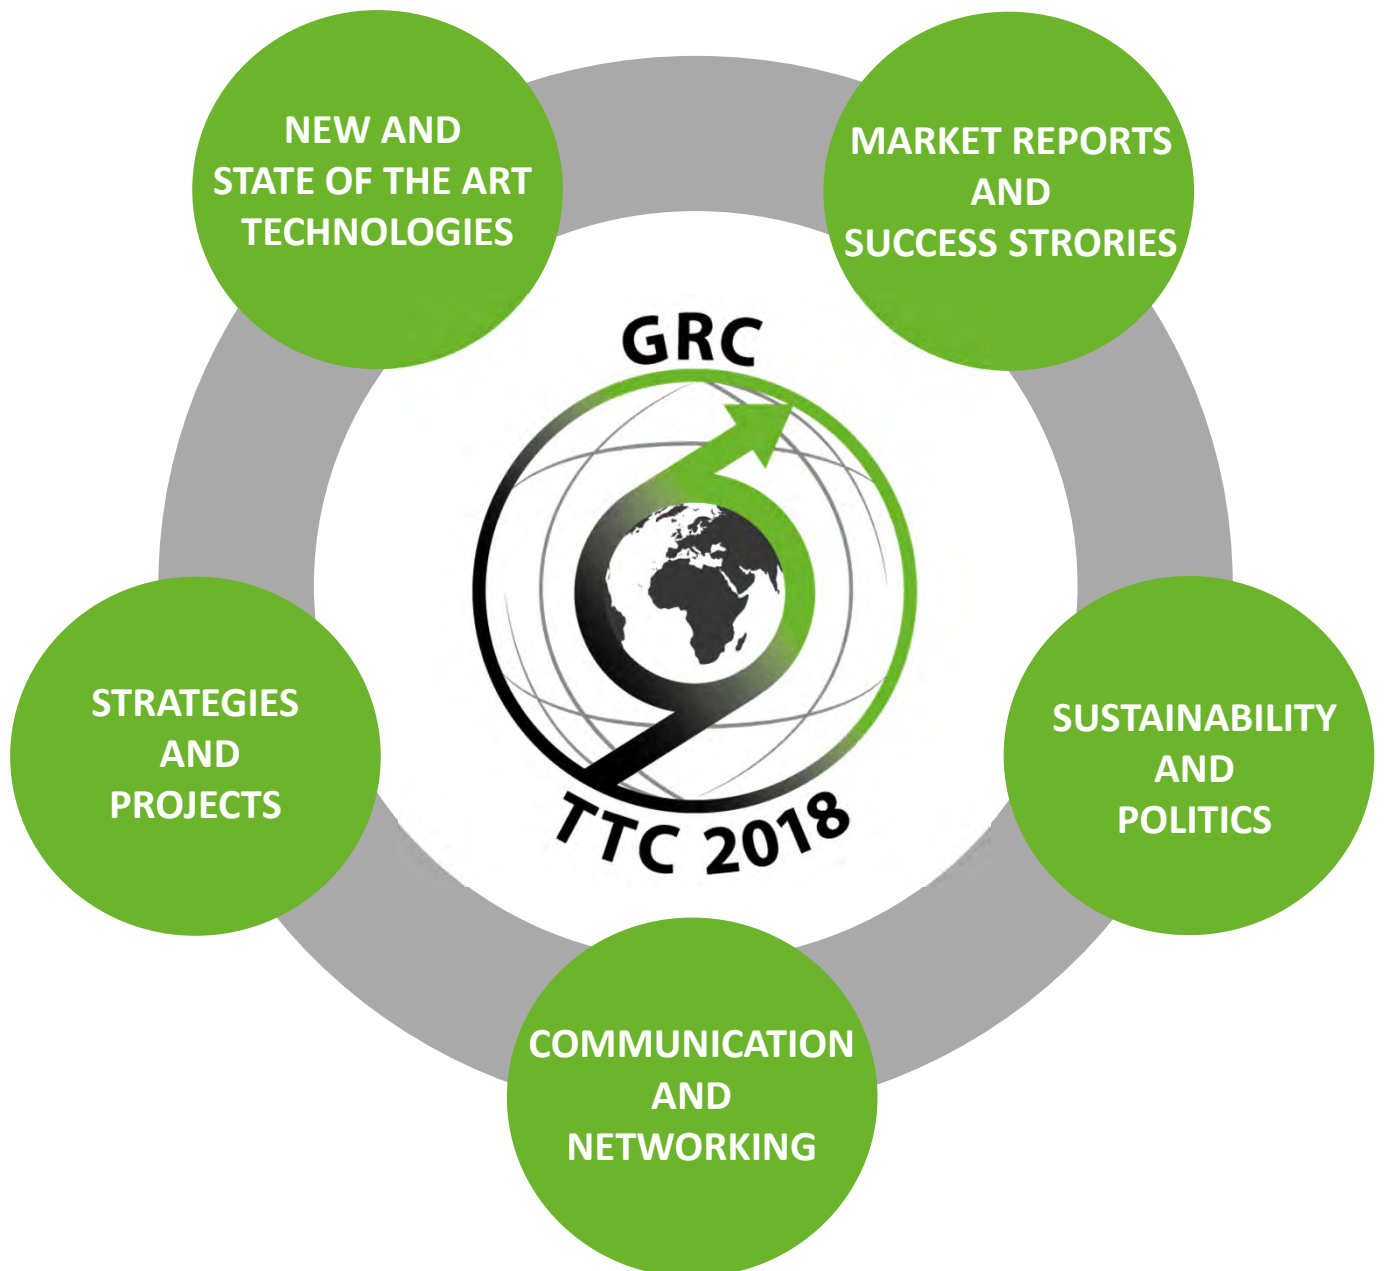 NEW AND
STATE OF THE ART
TECHNOLOGIES
MARKET REPORTS
AND
SUCCESS STRORIES
GRC
TTC 2018
STRATEGIES
AND
PROJECTS
SUSTAINABILITY
AND
POLITICS
COMMUNICATION
AND
NETWORKING